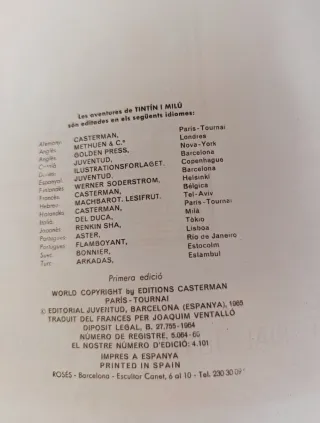 Les aventures de TINTÍN I MILÚ
són editades en els següents idiomes:
Alemany: CASTERMAN, Paris-Tournai
Anglès: METHUEN & C.ª Londres
Anglès: GOLDEN PRESS, Nova-York
Català: JUVENTUD, Barcelona
Danès: ILUSTRATIONSFORLAGET. Copenhague
Espanyol: JUVENTUD, Barcelona
Finlandès: WERNER SODERSTROM, Helsinki
Francès: CASTERMAN, Bèlgica
Hebreu: MACHBAROT. LESIFRUT. Tel-Aviv
Holandès: CASTERMAN, Paris-Tournai
Italià: DEL DUCA, Milà
Japonès: RENKIN SHA, Tòkio
Portuguès: ASTER, Lisboa
Portuguès: FLAMBOYANT, Rio de Janeiro
Suec: BONNIER, Estocolm
Turc: ARKADAS, Estambul
Primera edició
WORLD COPYRIGHT by EDITIONS CASTERMAN
PARÍS-TOURNAI
© EDITORIAL JUVENTUD, BARCELONA (ESPANYA), 1965
TRADUIT DEL FRANCÈS PER JOAQUIM VENTALLÓ
DIPOSIT LEGAL, B. 27.755-1964
NÚMERO DE REGISTRE, 5.064-65
EL NOSTRE NÚMERO D'EDICIÓ: 4.101
IMPRÈS A ESPANYA
PRINTED IN SPAIN
ROSÉS - Barcelona - Escultor Canet, 6 al 10 - Tel. 230 30 09